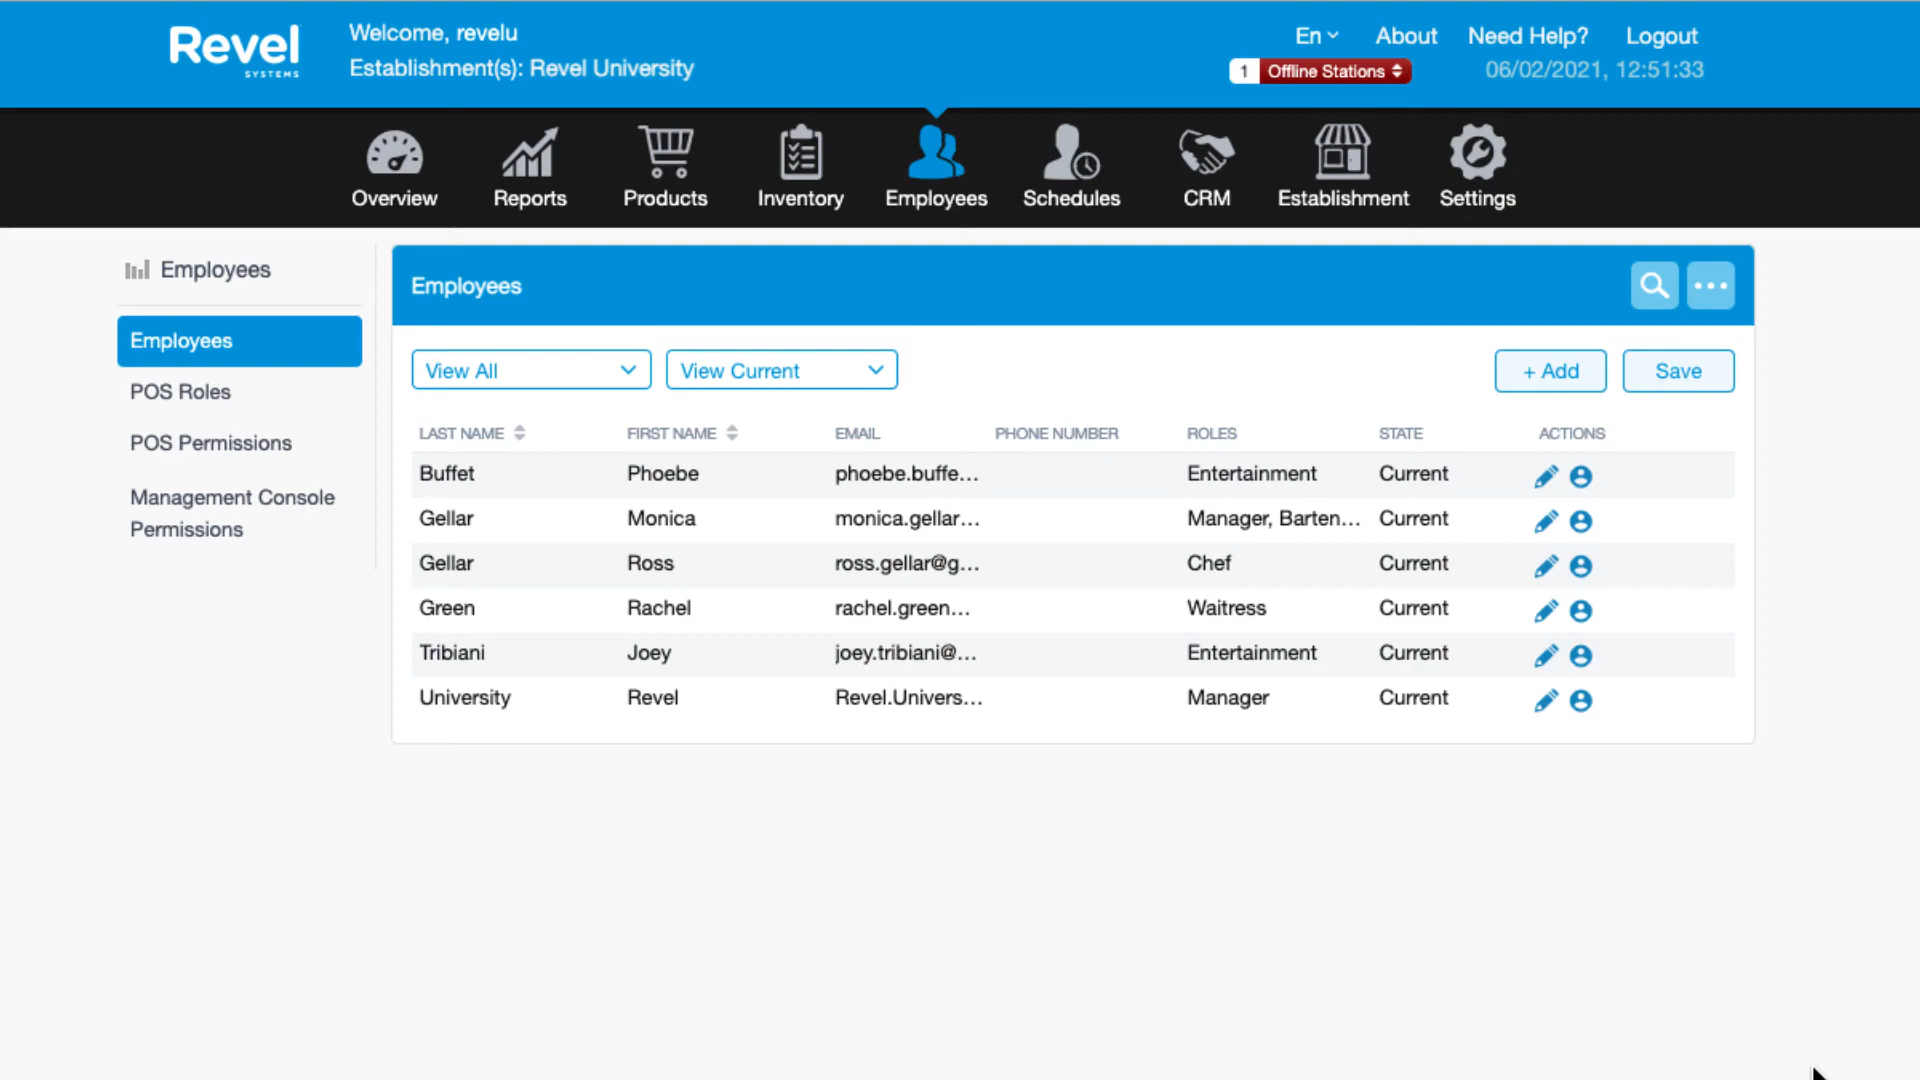 Revel
SYSTEMS
Welcome, revelu
Establishment(s): Revel University
En About Need Help? Logout
1 Offline Stations 06/02/2021, 12:51:33
Overview Reports Products Inventory Employees Schedules CRM Establishment Settings
Employees
Employees
POS Roles
POS Permissions
Management Console
Permissions
Employees
View All View Current + Add Save
LAST NAME FIRST NAME EMAIL PHONE NUMBER ROLES STATE ACTIONS
Buffet Phoebe phoebe.buffe... Entertainment Current
Gellar Monica monica.gellar... Manager, Barten... Current
Gellar Ross ross.gellar@g... Chef Current
Green Rachel rachel.green... Waitress Current
Tribiani Joey joey.tribiani@... Entertainment Current
University Revel Revel.Univers... Manager Current